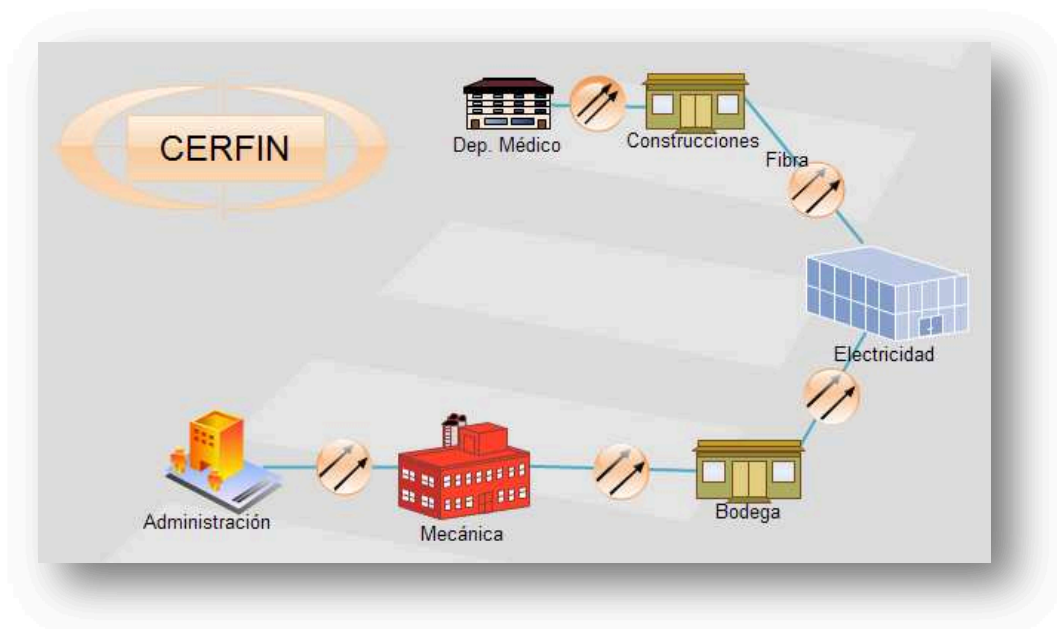 CERFIN
Dep. Médico
Construcciones
Fibra
Electricidad
Administración
Mecánica
Bodega